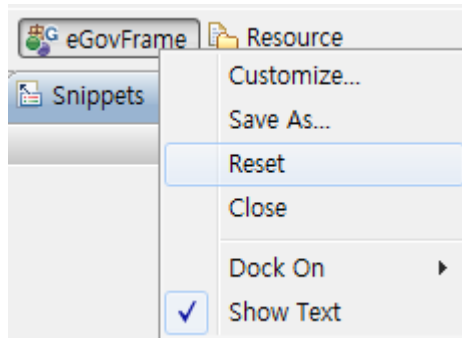 eGovFrame Resource
Snippets
Customize...
Save As...
Reset
Close
Dock On
Show Text